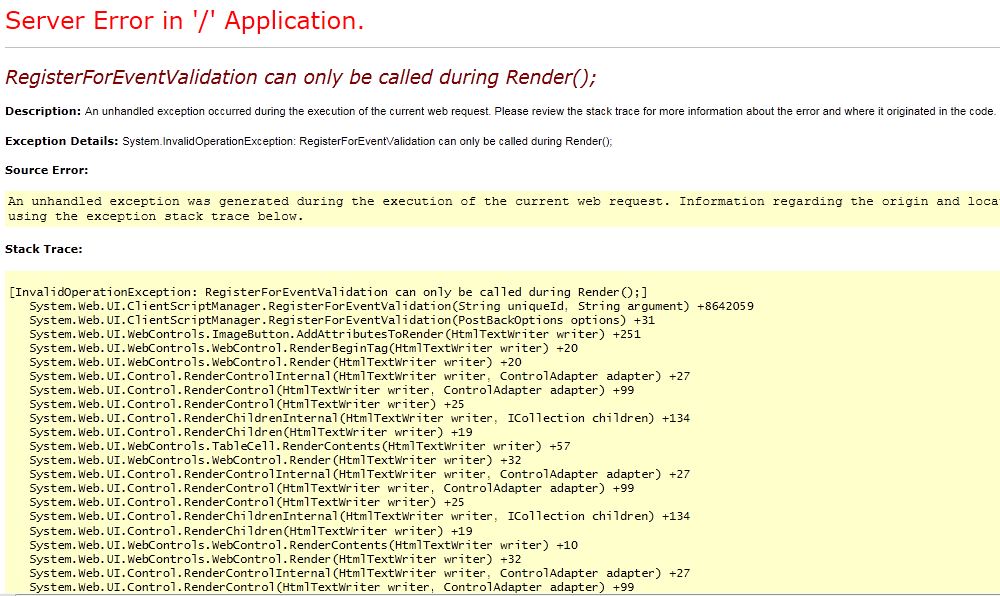 Server Error in '/' Application.
RegisterForEventValidation can only be called during Render();
Description: An unhandled exception occurred during the execution of the current web request. Please review the stack trace for more information about the error and where it originated in the code.
Exception Details: System.InvalidOperationException: RegisterForEventValidation can only be called during Render();
Source Error:
An unhandled exception was generated during the execution of the current web request. Information regarding the origin and loca
using the exception stack trace below.
Stack Trace:
[InvalidOperationException: RegisterForEventValidation can only be called during Render();]
System.Web.UI.ClientScriptManager.RegisterForEventValidation(String uniqueId, String argument) +8642059
System.Web.UI.ClientScriptManager.RegisterForEventValidation(PostBackOptions options) +31
System.Web.UI.WebControls.ImageButton.AddAttributesToRender(HtmlTextWriter writer) +251
System.Web.UI.WebControls.WebControl.RenderBeginTag(HtmlTextWriter writer) +20
System.Web.UI.WebControls.WebControl.Render(HtmlTextWriter writer) +20
System.Web.UI.Control.RenderControlInternal(HtmlTextWriter writer, ControlAdapter adapter) +27
System.Web.UI.Control.RenderControl(HtmlTextWriter writer, ControlAdapter adapter) +99
System.Web.UI.Control.RenderControl(HtmlTextWriter writer) +25
System.Web.UI.Control.RenderChildrenInternal(HtmlTextWriter writer, ICollection children) +134
System.Web.UI.Control.RenderChildren(HtmlTextWriter writer) +19
System.Web.UI.WebControls.TableCell.RenderContents(HtmlTextWriter writer) +57
System.Web.UI.WebControls.WebControl.Render(HtmlTextWriter writer) +32
System.Web.UI.Control.RenderControlInternal(HtmlTextWriter writer, ControlAdapter adapter) +27
System.Web.UI.Control.RenderControl(HtmlTextWriter writer, ControlAdapter adapter) +99
System.Web.UI.Control.RenderControl(HtmlTextWriter writer) +25
System.Web.UI.Control.RenderChildrenInternal(HtmlTextWriter writer, ICollection children) +134
System.Web.UI.Control.RenderChildren(HtmlTextWriter writer) +19
System.Web.UI.WebControls.WebControl.RenderContents(HtmlTextWriter writer) +10
System.Web.UI.WebControls.WebControl.Render(HtmlTextWriter writer) +32
System.Web.UI.Control.RenderControlInternal(HtmlTextWriter writer, ControlAdapter adapter) +27
System.Web.UI.Control.RenderControl(HtmlTextWriter writer, ControlAdapter adapter) +99